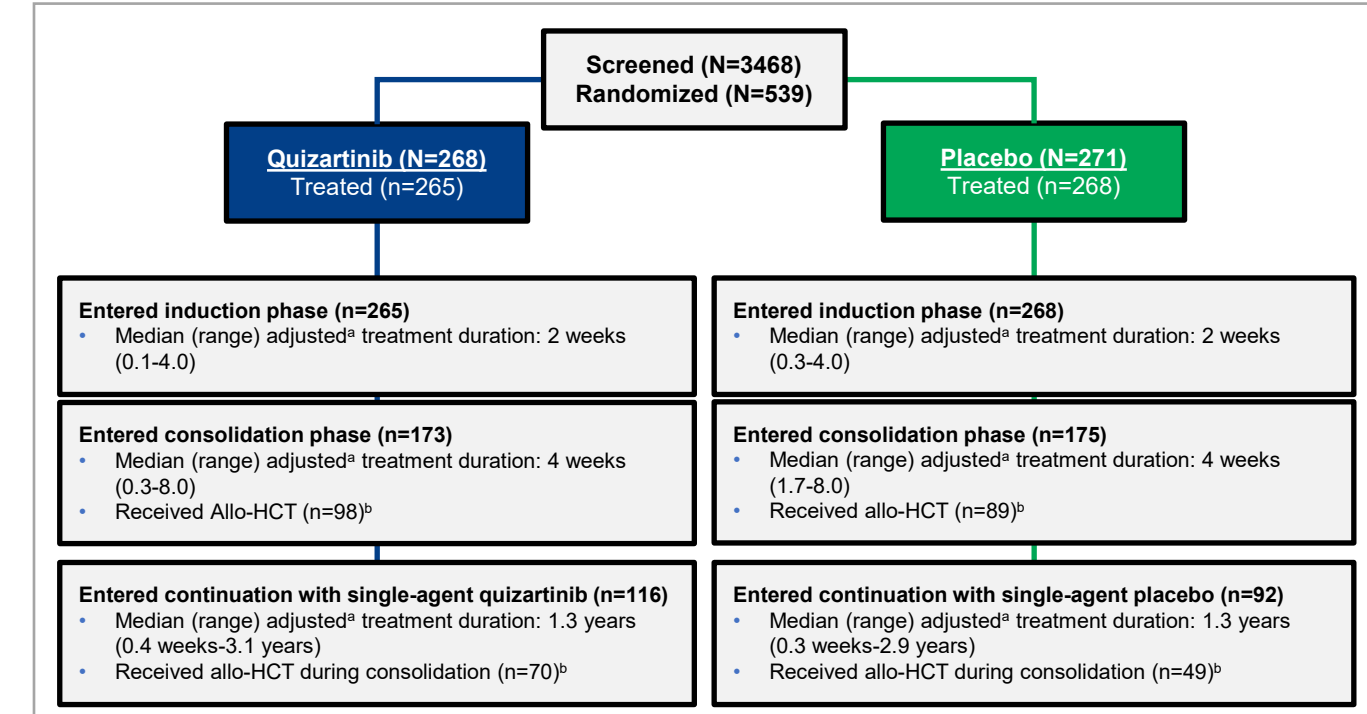 Screened (N=3468)
Randomized (N=539)
Quizartinib (N=268)
Treated (n=265)
Placebo (N=271)
Treated (n=268)
Entered induction phase (n=265)
• Median (range) adjustedᵃ treatment duration: 2 weeks
(0.1-4.0)
Entered induction phase (n=268)
• Median (range) adjustedᵃ treatment duration: 2 weeks
(0.3-4.0)
Entered consolidation phase (n=173)
• Median (range) adjustedᵃ treatment duration: 4 weeks
(0.3-8.0)
• Received Allo-HCT (n=98)ᵇ
Entered consolidation phase (n=175)
• Median (range) adjustedᵃ treatment duration: 4 weeks
(1.7-8.0)
• Received allo-HCT (n=89)ᵇ
Entered continuation with single-agent quizartinib (n=116)
• Median (range) adjustedᵃ treatment duration: 1.3 years
(0.4 weeks-3.1 years)
• Received allo-HCT during consolidation (n=70)ᵇ
Entered continuation with single-agent placebo (n=92)
• Median (range) adjustedᵃ treatment duration: 1.3 years
(0.3 weeks-2.9 years)
• Received allo-HCT during consolidation (n=49)ᵇ